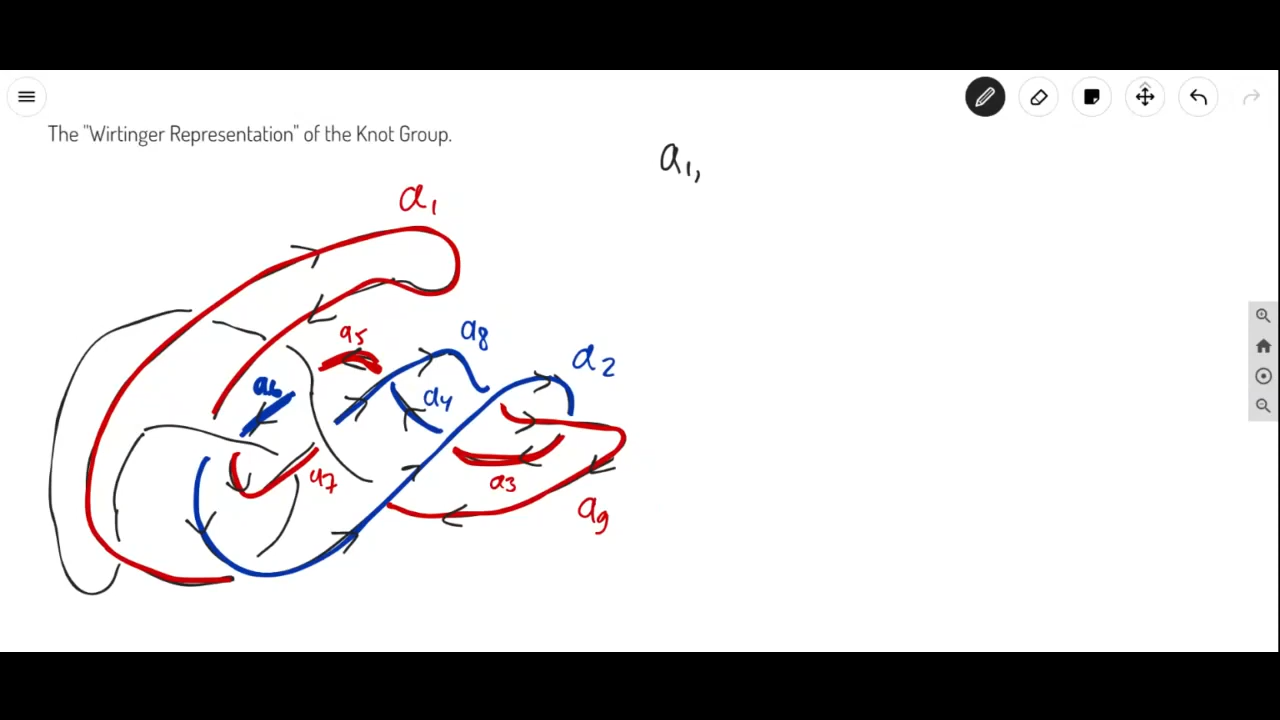 The "Wirtinger Representation" of the Knot Group.
a1,
a1
a5
a8
a2
a6
a4
a7
a3
a9